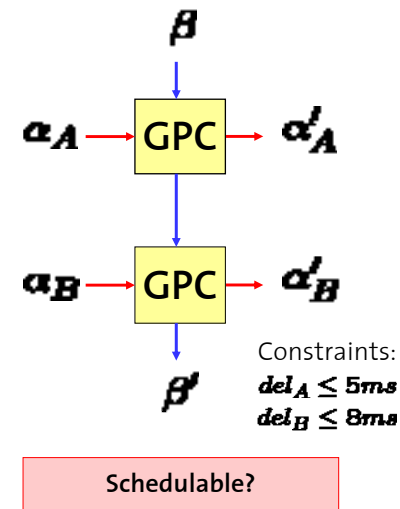 β
α_A GPC α'_A
α_B GPC α'_B
β'
Constraints:
del_A ≤ 5ms
del_B ≤ 8ms
Schedulable?